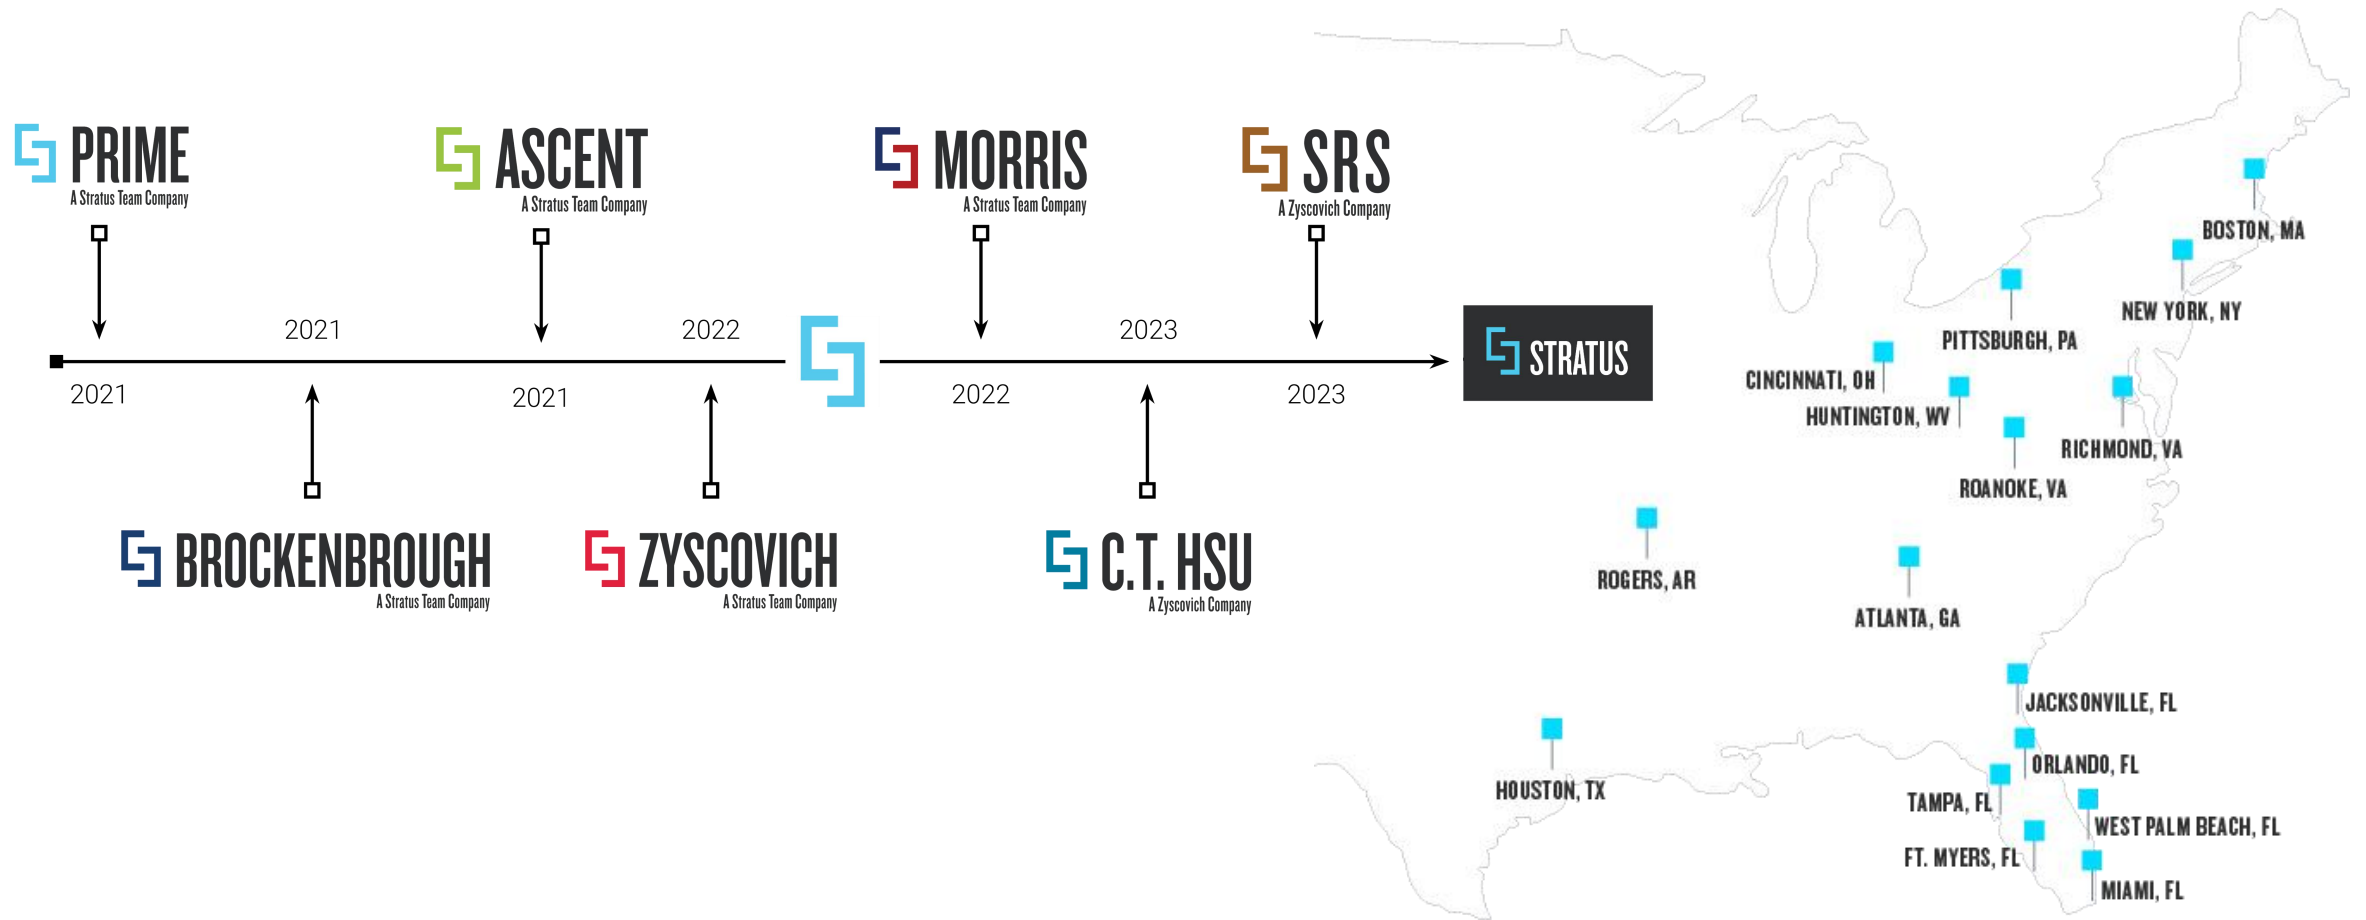 PRIME
A Stratus Team Company
ASCENT
A Stratus Team Company
MORRIS
A Stratus Team Company
SRS
A Zyscovich Company
2021
2022
2023
2021
2021
2022
2023
STRATUS
BROCKENBROUGH
A Stratus Team Company
ZYSCOVICH
A Stratus Team Company
C.T. HSU
A Zyscovich Company
BOSTON, MA
NEW YORK, NY
PITTSBURGH, PA
CINCINNATI, OH
HUNTINGTON, WV
RICHMOND, VA
ROANOKE, VA
ROGERS, AR
ATLANTA, GA
JACKSONVILLE, FL
ORLANDO, FL
HOUSTON, TX
TAMPA, FL
WEST PALM BEACH, FL
FT. MYERS, FL
MIAMI, FL